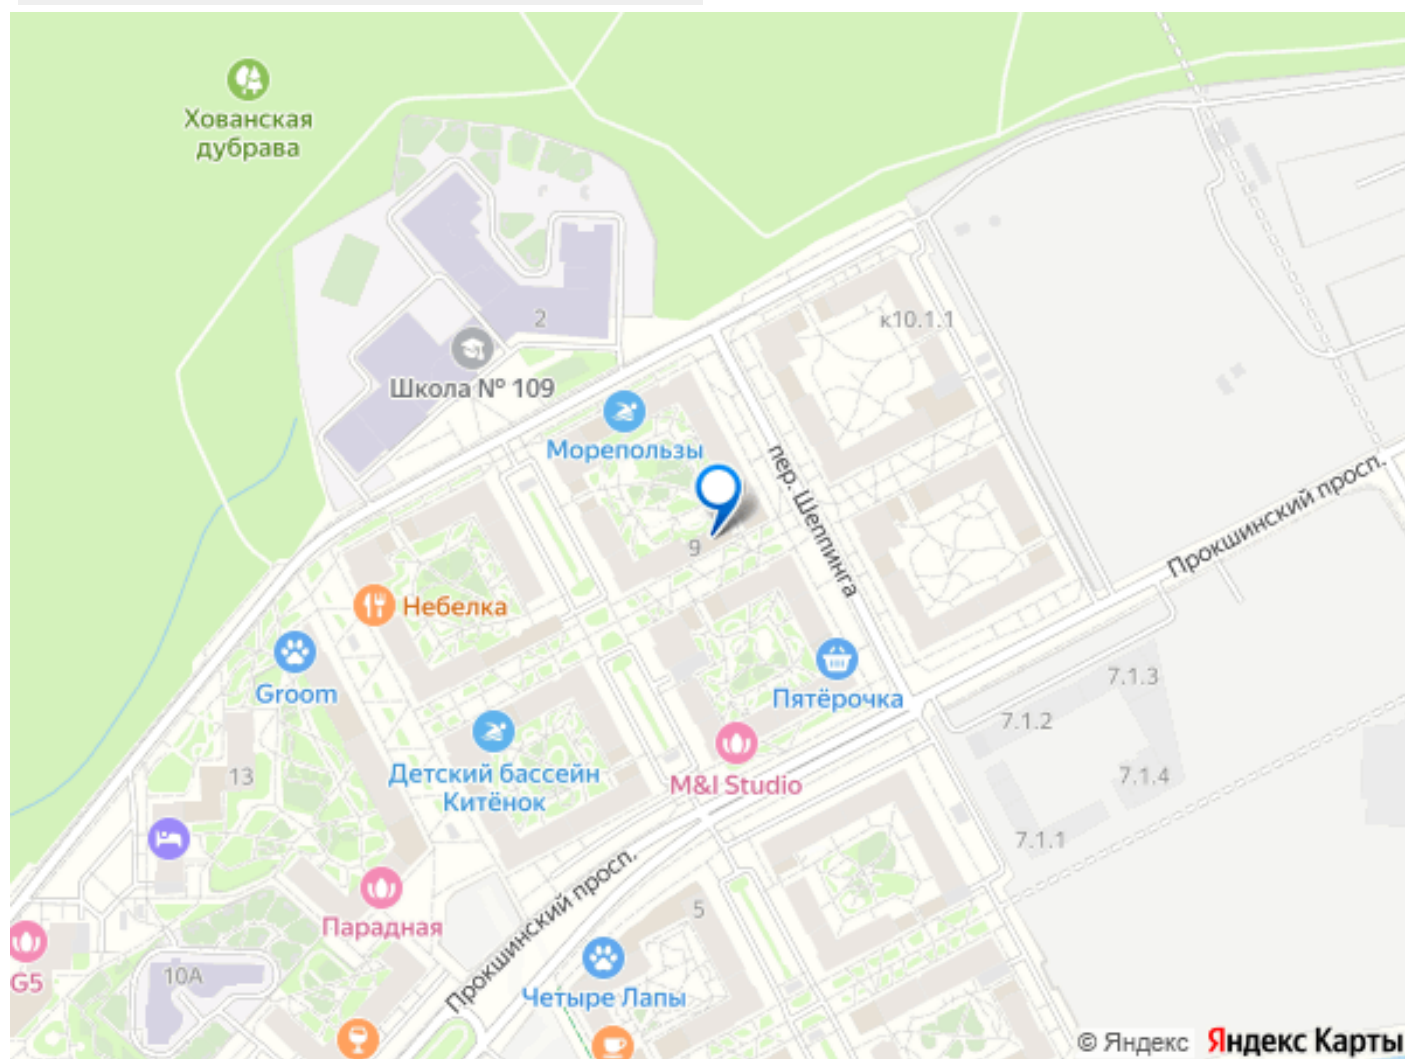 Хованская
дубрава
к10.1.1
2
Школа № 109
Морепользы
пер. Шеппинга
Прокшинский просп.
9
Небелка
Groom
Пятёрочка
7.1.3
7.1.2
M&I Studio
7.1.4
Детский бассейн
Китёнок
13
7.1.1
Прокшинский просп.
5
Парадная
G5
10А
Четыре Лапы
© Яндекс Яндекс Карты